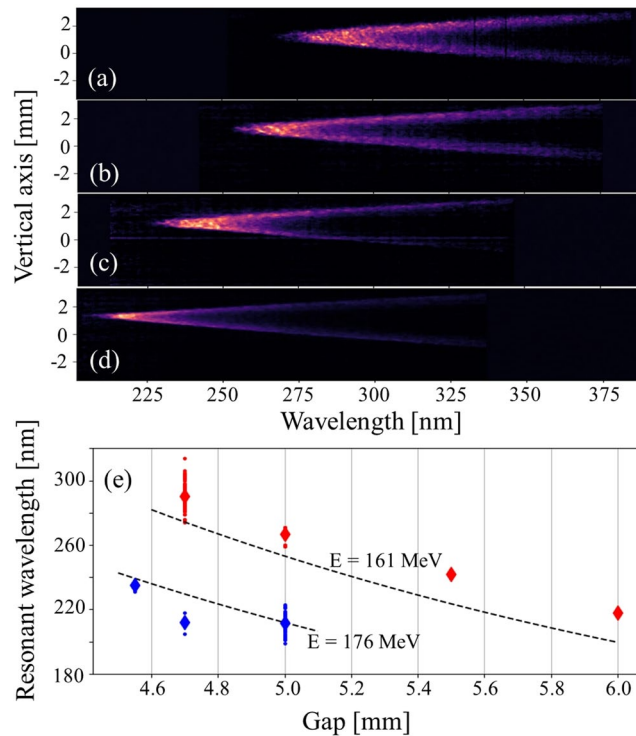 2
0
-2
(a)
2
0
-2
(b)
2
0
-2
(c)
2
0
-2
(d)
Vertical axis [mm]
225 250 275 300 325 350 375
Wavelength [nm]
(e)
300
260
220
180
Resonant wavelength [nm]
E = 161 MeV
E = 176 MeV
4.6 4.8 5.0 5.2 5.4 5.6 5.8 6.0
Gap [mm]